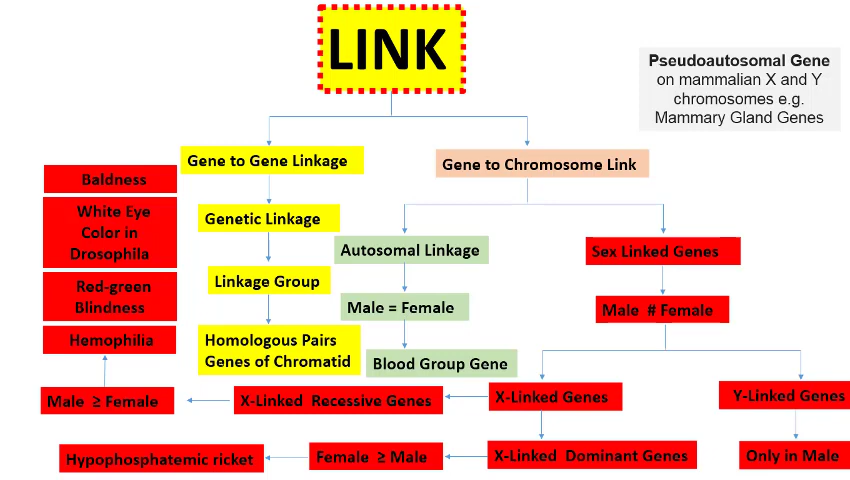 LINK
Pseudoautosomal Gene
on mammalian X and Y
chromosomes e.g.
Mammary Gland Genes
Gene to Gene Linkage
Gene to Chromosome Link
Baldness
White Eye
Color in
Drosophila
Red-green
Blindness
Hemophilia
Genetic Linkage
Linkage Group
Homologous Pairs
Genes of Chromatid
Autosomal Linkage
Male = Female
Blood Group Gene
Sex Linked Genes
Male # Female
Male ≥ Female
X-Linked Recessive Genes
X-Linked Genes
Y-Linked Genes
Hypophosphatemic ricket
Female ≥ Male
X-Linked Dominant Genes
Only in Male